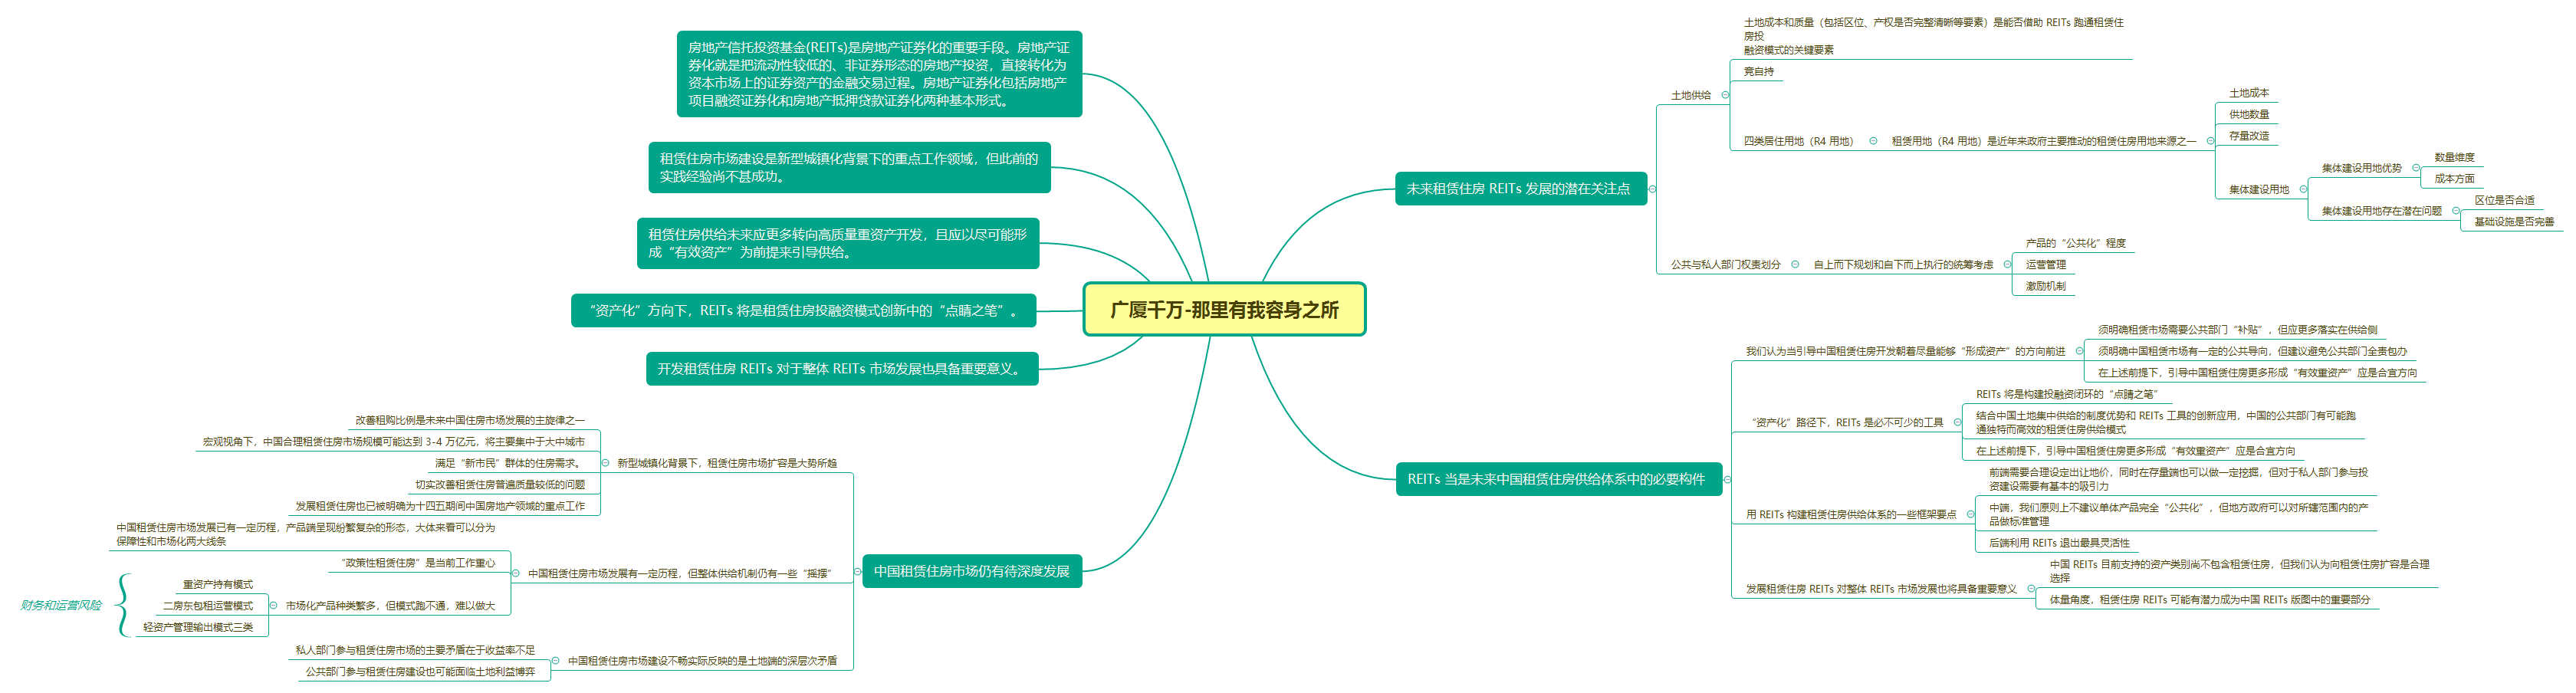 广厦千万-那里有我容身之所
房地产信托投资基金(REITs)是房地产证券化的重要手段。房地产证
券化就是把流动性较低的、非证券形态的房地产投资，直接转化为
资本市场上的证券资产的金融交易过程。房地产证券化包括房地产
项目融资证券化和房地产抵押贷款证券化两种基本形式。
租赁住房市场建设是新型城镇化背景下的重点工作领域，但此前的
实践经验尚不甚成功。
租赁住房供给未来应更多转向高质量重资产开发，且应以尽可能形
成“有效资产”为前提来引导供给。
“资产化”方向下，REITs 将是租赁住房投融资模式创新中的“点睛之笔”。
开发租赁住房 REITs 对于整体 REITs 市场发展也具备重要意义。
中国租赁住房市场仍有待深度发展
新型城镇化背景下，租赁住房市场扩容是大势所趋
改善租购比例是未来中国住房市场发展的主旋律之一
宏观视角下，中国合理租赁住房市场规模可能达到 3-4 万亿元，将主要集中于大中城市
满足“新市民”群体的住房需求。
切实改善租赁住房普遍质量较低的问题
发展租赁住房也已被明确为十四五期间中国房地产领域的重点工作
中国租赁住房市场发展有一定历程，但整体供给机制仍有一些“摇摆”
中国租赁住房市场发展已有一定历程，产品端呈现纷繁复杂的形态，大体来看可以分为
保障性和市场化两大线条
“政策性租赁住房”是当前工作重心
市场化产品种类繁多，但模式跑不通，难以做大
重资产持有模式
二房东包租运营模式
轻资产管理输出模式三类
财务和运营风险
中国租赁住房市场建设不畅实际反映的是土地端的深层次矛盾
私人部门参与租赁住房市场的主要矛盾在于收益率不足
公共部门参与租赁住房建设也可能面临土地利益博弈
未来租赁住房 REITs 发展的潜在关注点
土地供给
土地成本和质量（包括区位、产权是否完整清晰等要素）是能否借助 REITs 跑通租赁住
房投
融资模式的关键要素
竞自持
四类居住用地（R4 用地）
租赁用地（R4 用地）是近年来政府主要推动的租赁住房用地来源之一
土地成本
供地数量
存量改造
集体建设用地
集体建设用地优势
数量维度
成本方面
集体建设用地存在潜在问题
区位是否合适
基础设施是否完善
公共与私人部门权责划分
自上而下规划和自下而上执行的统筹考虑
产品的“公共化”程度
运营管理
激励机制
REITs 当是未来中国租赁住房供给体系中的必要构件
我们认为当引导中国租赁住房开发朝着尽量能够“形成资产”的方向前进
须明确租赁市场需要公共部门“补贴”，但应更多落实在供给侧
须明确中国租赁市场有一定的公共导向，但建议避免公共部门全责包办
在上述前提下，引导中国租赁住房更多形成“有效重资产”应是合宜方向
“资产化”路径下，REITs 是必不可少的工具
REITs 将是构建投融资闭环的“点睛之笔”
结合中国土地集中供给的制度优势和 REITs 工具的创新应用，中国的公共部门有可能跑
通独特而高效的租赁住房供给模式
在上述前提下，引导中国租赁住房更多形成“有效资产”应是合宜方向
用 REITs 构建租赁住房供给体系的一些框架要点
前端需要合理设定出让地价，同时在存量端也可以做一定挖掘，但对于私人部门参与投
资建设需要有基本的吸引力
中端，我们原则上不建议单体产品完全“公共化”，但地方政府可以对所辖范围内的产
品做标准管理
后端利用 REITs 退出最具灵活性
发展租赁住房 REITs 对整体 REITs 市场发展也将具备重要意义
中国 REITs 目前支持的资产类别尚不包含租赁住房，但我们认为向租赁住房扩容是合理
选择
体量角度，租赁住房 REITs 可能有潜力成为中国 REITs 版图中的重要部分